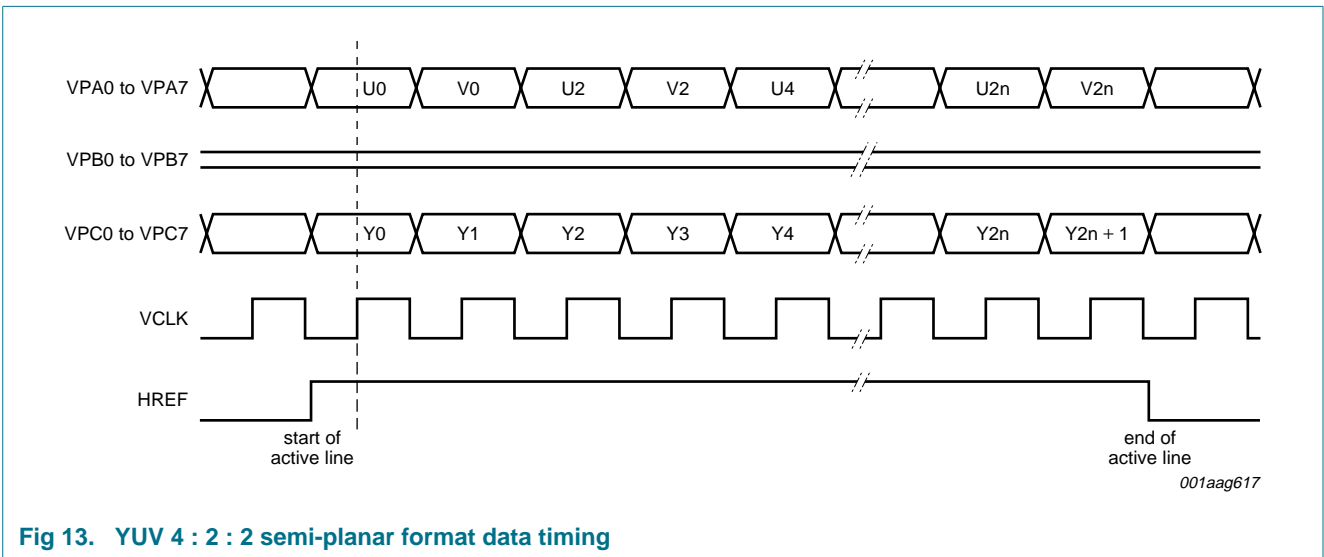 VPA0 to VPA7
U0 V0 U2 V2 U4 U2n V2n
VPB0 to VPB7
VPC0 to VPC7
Y0 Y1 Y2 Y3 Y4 Y2n Y2n + 1
VCLK
HREF
start of
active line
end of
active line
001aag617
Fig 13. YUV 4 : 2 : 2 semi-planar format data timing